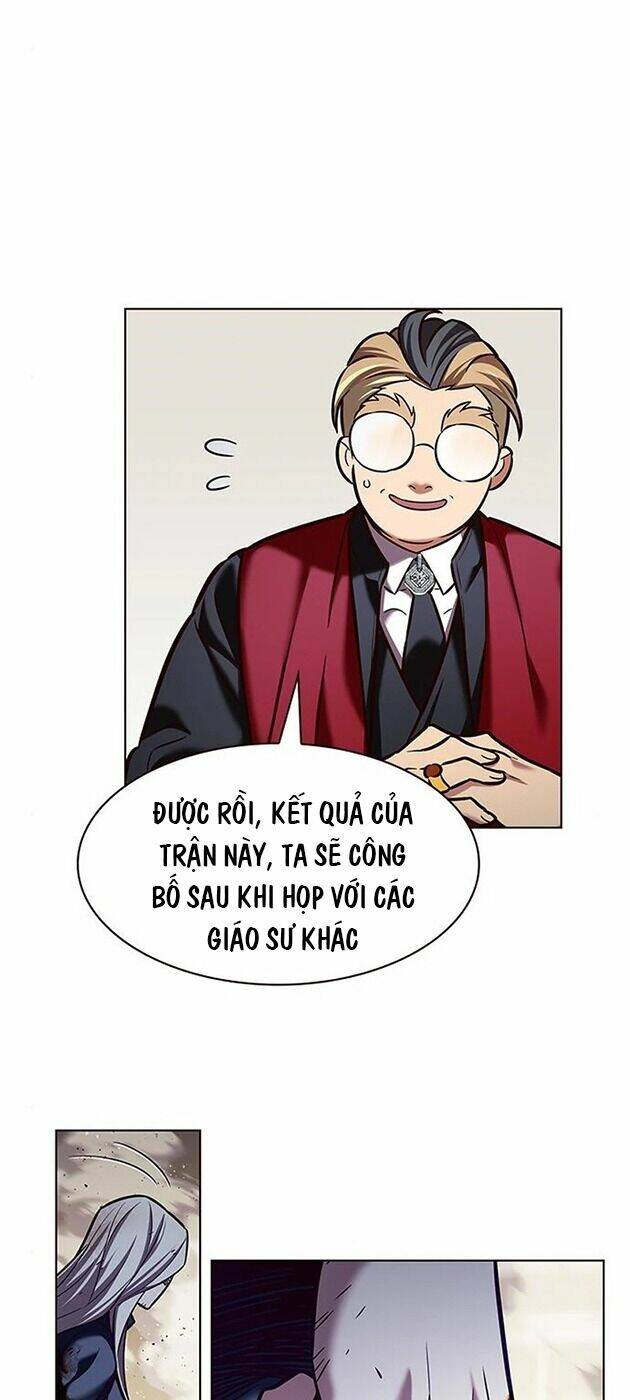 ĐƯỢC RỒI, KẾT QUẢ CỦA
TRẬN NÀY, TA SẼ CÔNG
BỐ SAU KHI HỌP VỚI CÁC
GIÁO SƯ KHÁC